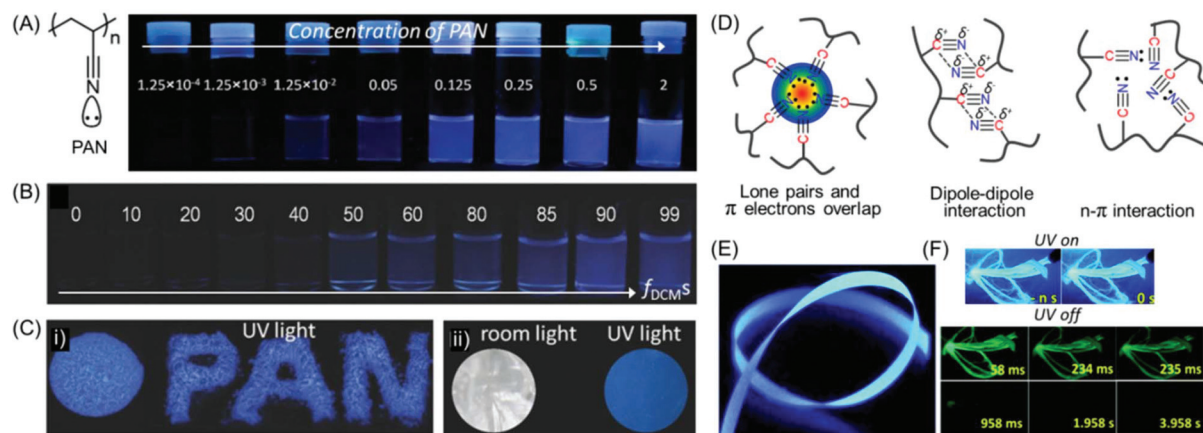 (A)
n
N
PAN
Concentration of PAN
1.25×10⁻⁴ 1.25×10⁻³ 1.25×10⁻² 0.05 0.125 0.25 0.5 2
(B)
0 10 20 30 40 50 60 80 85 90 99
fDCMs
(C)
i)
UV light
PAN
ii)
room light UV light
(D)
C N C N C N C N C N
δ⁺ δ⁻
C N
δ⁻ δ⁺
N C
δ⁺ δ⁻
C N
δ⁻ δ⁺
N C
C N N C C N N C N C
Lone pairs and
π electrons overlap
Dipole-dipole
interaction
n-π interaction
(E)
(F)
UV on
- n s 0 s
UV off
58 ms 234 ms 235 ms
958 ms 1.958 s 3.958 s